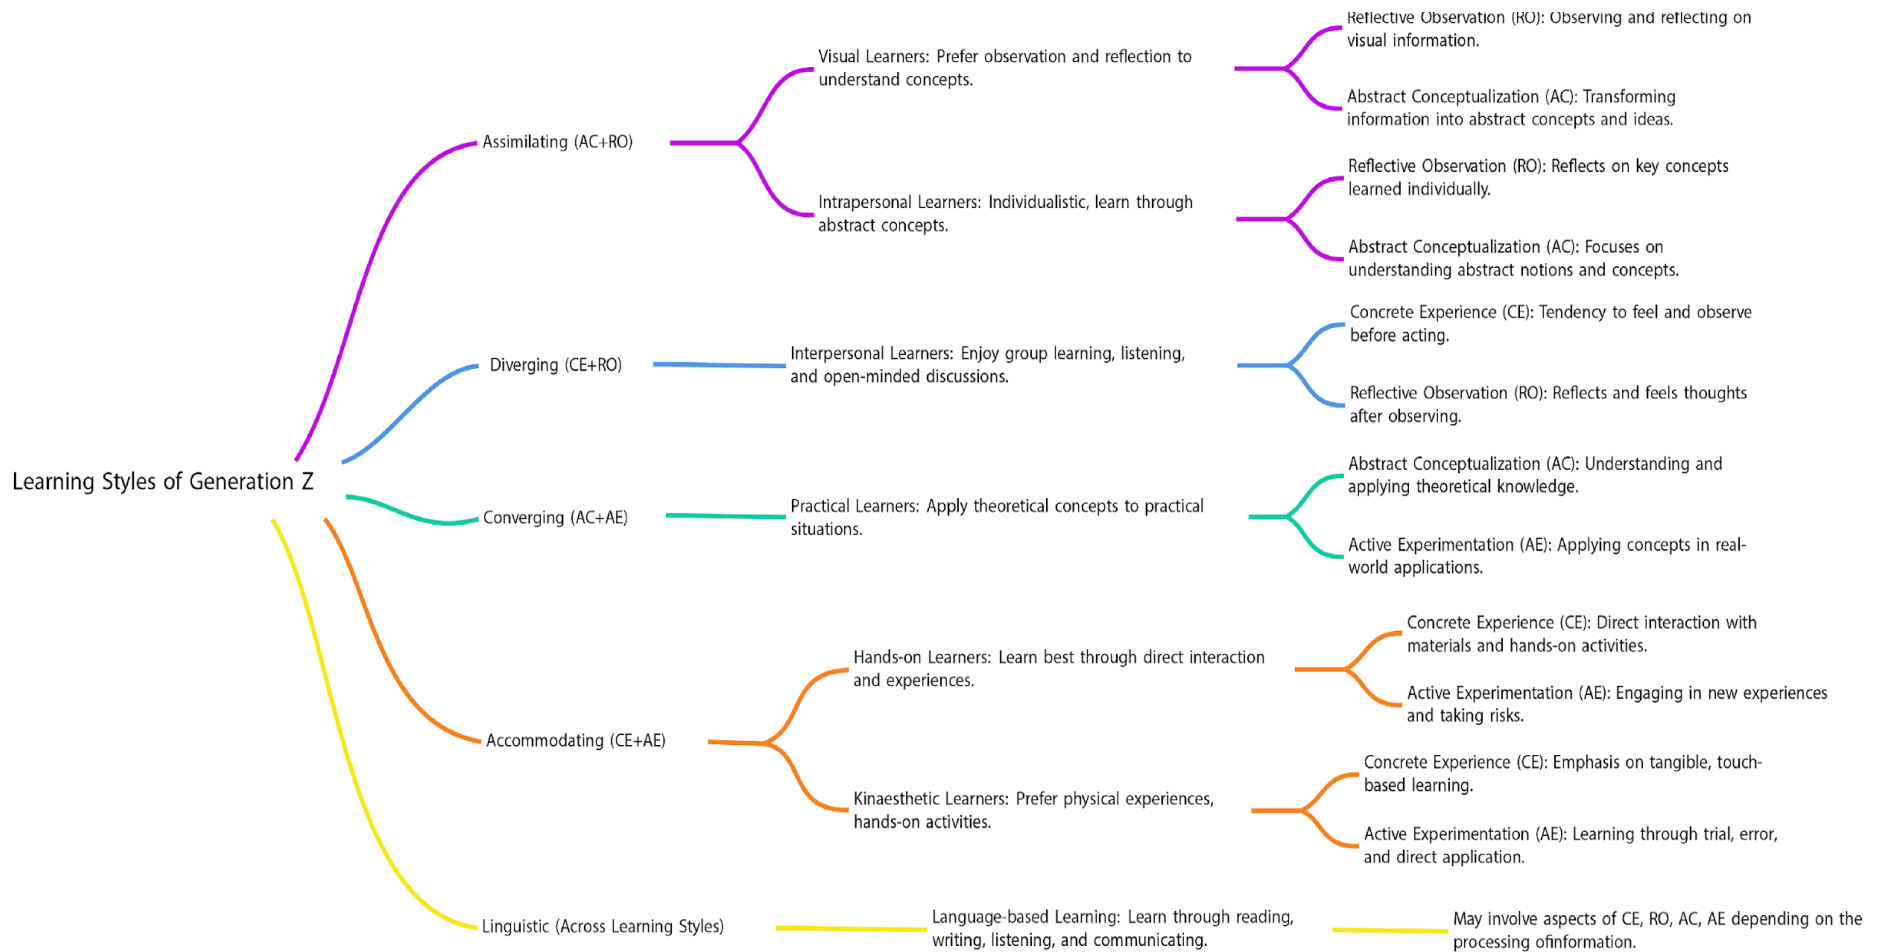 Reflective Observation (RO): Observing and reflecting on
visual information.
Visual Learners: Prefer observation and reflection to
understand concepts.
Abstract Conceptualization (AC): Transforming
information into abstract concepts and ideas.
Assimilating (AC+RO)
Reflective Observation (RO): Reflects on key concepts
learned individually.
Intrapersonal Learners: Individualistic, learn through
abstract concepts.
Abstract Conceptualization (AC): Focuses on
understanding abstract notions and concepts.
Concrete Experience (CE): Tendency to feel and observe
before acting.
Diverging (CE+RO)
Interpersonal Learners: Enjoy group learning, listening,
and open-minded discussions.
Reflective Observation (RO): Reflects and feels thoughts
after observing.
Learning Styles of Generation Z
Abstract Conceptualization (AC): Understanding and
applying theoretical knowledge.
Converging (AC+AE)
Practical Learners: Apply theoretical concepts to practical
situations.
Active Experimentation (AE): Applying concepts in real-
world applications.
Concrete Experience (CE): Direct interaction with
materials and hands-on activities.
Hands-on Learners: Learn best through direct interaction
and experiences.
Active Experimentation (AE): Engaging in new experiences
and taking risks.
Accommodating (CE+AE)
Concrete Experience (CE): Emphasis on tangible, touch-
based learning.
Kinaesthetic Learners: Prefer physical experiences,
hands-on activities.
Active Experimentation (AE): Learning through trial, error,
and direct application.
Linguistic (Across Learning Styles)
Language-based Learning: Learn through reading,
writing, listening, and communicating.
May involve aspects of CE, RO, AC, AE depending on the
processing ofinformation.